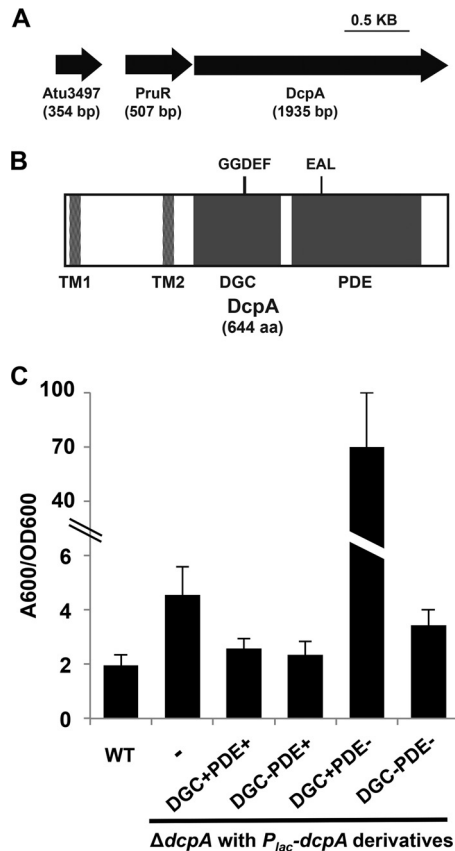 A
0.5 KB
Atu3497 PruR DcpA
(354 bp) (507 bp) (1935 bp)
B
GGDEF EAL
TM1 TM2 DGC PDE
DcpA
(644 aa)
C
A600/OD600
100
70
40
6
4
2
0
WT - DGC+PDE+ DGC-PDE+ DGC+PDE- DGC-PDE-
ΔdcpA with Plac-dcpA derivatives